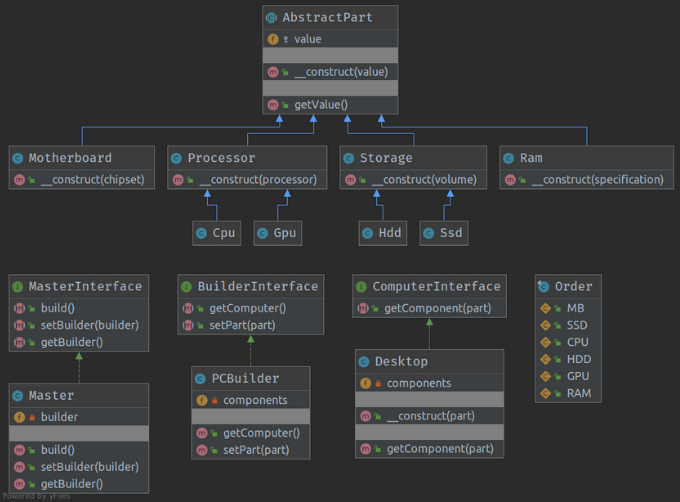 AbstractPart
value
__construct(value)
getValue()
Motherboard
__construct(chipset)
Processor
__construct(processor)
Storage
__construct(volume)
Ram
__construct(specification)
Cpu
Gpu
Hdd
Ssd
MasterInterface
build()
setBuilder(builder)
getBuilder()
BuilderInterface
getComputer()
setPart(part)
ComputerInterface
getComponent(part)
Order
MB
SSD
CPU
HDD
GPU
RAM
Master
builder
build()
setBuilder(builder)
getBuilder()
PCBuilder
components
getComputer()
setPart(part)
Desktop
components
__construct(part)
getComponent(part)
Powered by yFiles